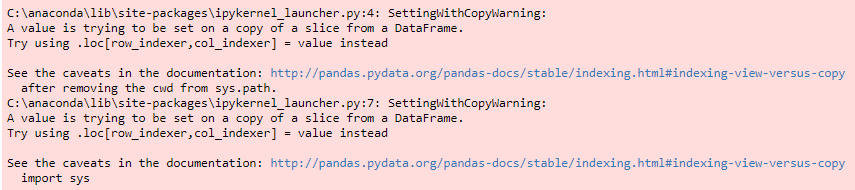 C:\anaconda\lib\site-packages\ipykernel_launcher.py:4: SettingWithCopyWarning:
A value is trying to be set on a copy of a slice from a DataFrame.
Try using .loc[row_indexer,col_indexer] = value instead

See the caveats in the documentation: http://pandas.pydata.org/pandas-docs/stable/indexing.html#indexing-view-versus-copy
  after removing the cwd from sys.path.
C:\anaconda\lib\site-packages\ipykernel_launcher.py:7: SettingWithCopyWarning:
A value is trying to be set on a copy of a slice from a DataFrame.
Try using .loc[row_indexer,col_indexer] = value instead

See the caveats in the documentation: http://pandas.pydata.org/pandas-docs/stable/indexing.html#indexing-view-versus-copy
  import sys